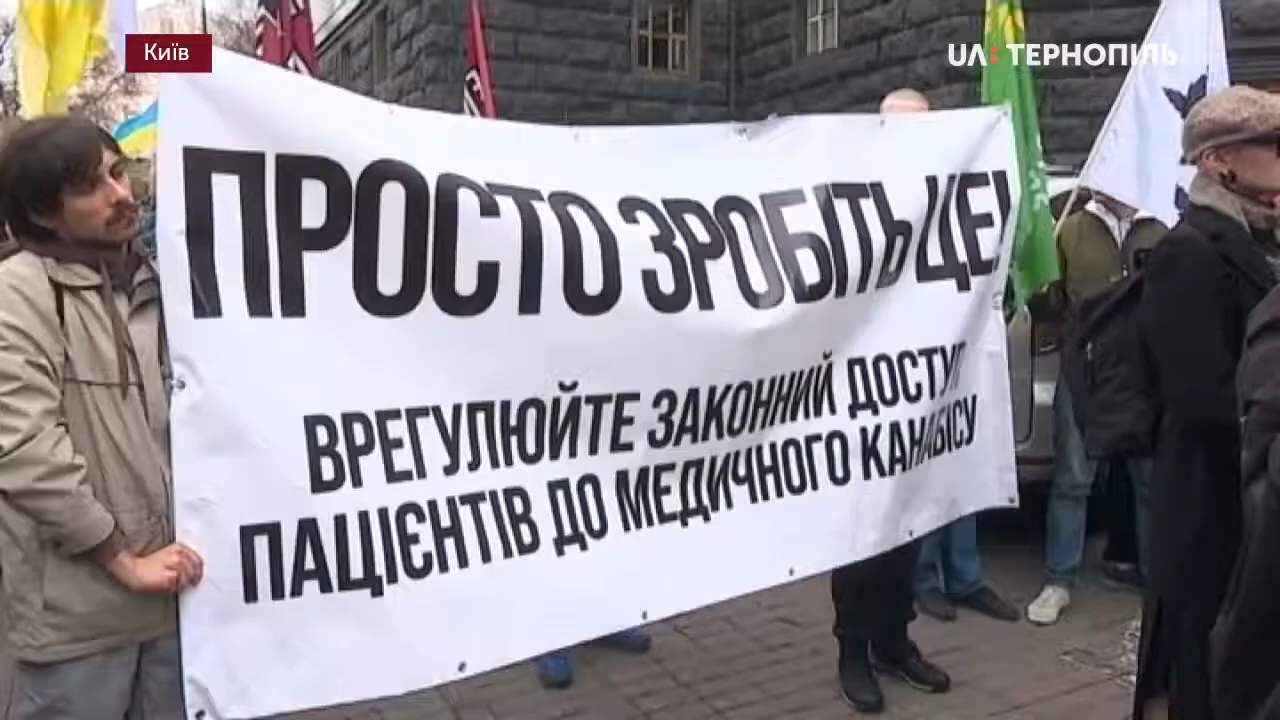 Київ
UA: ТЕРНОПІЛЬ
ПРОСТО ЗРОБІТЬ ЦЕ!
ВРЕГУЛЮЙТЕ ЗАКОННИЙ ДОСТУП
ПАЦІЄНТІВ ДО МЕДИЧНОГО КАНАБІСУ